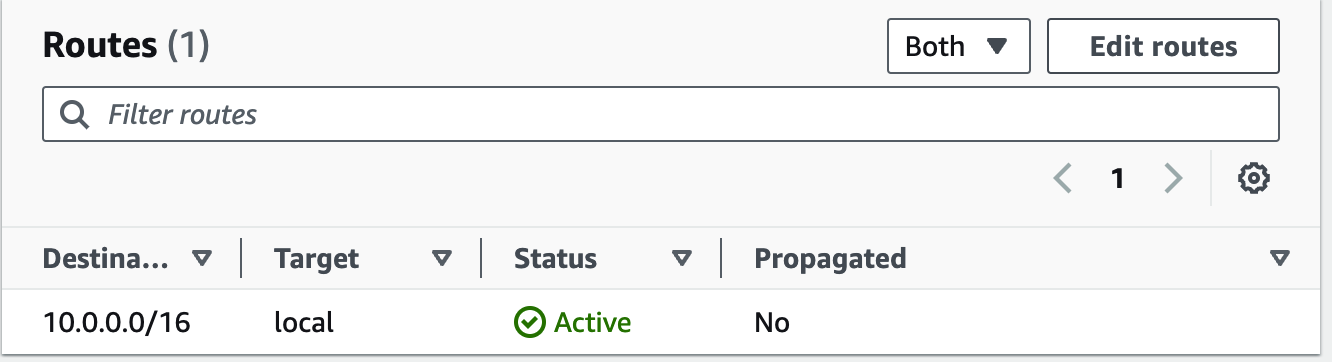 Routes (1)
Both
Edit routes
Filter routes
1
Destina... Target Status Propagated
10.0.0.0/16 local Active No